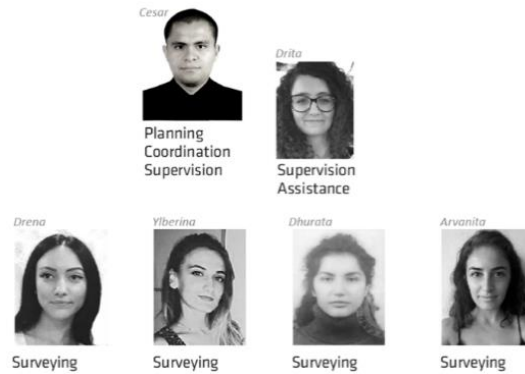 Cesar
Planning
Coordination
Supervision
Drita
Supervision
Assistance
Drena
Surveying
Ylberina
Surveying
Dhurata
Surveying
Arvanita
Surveying